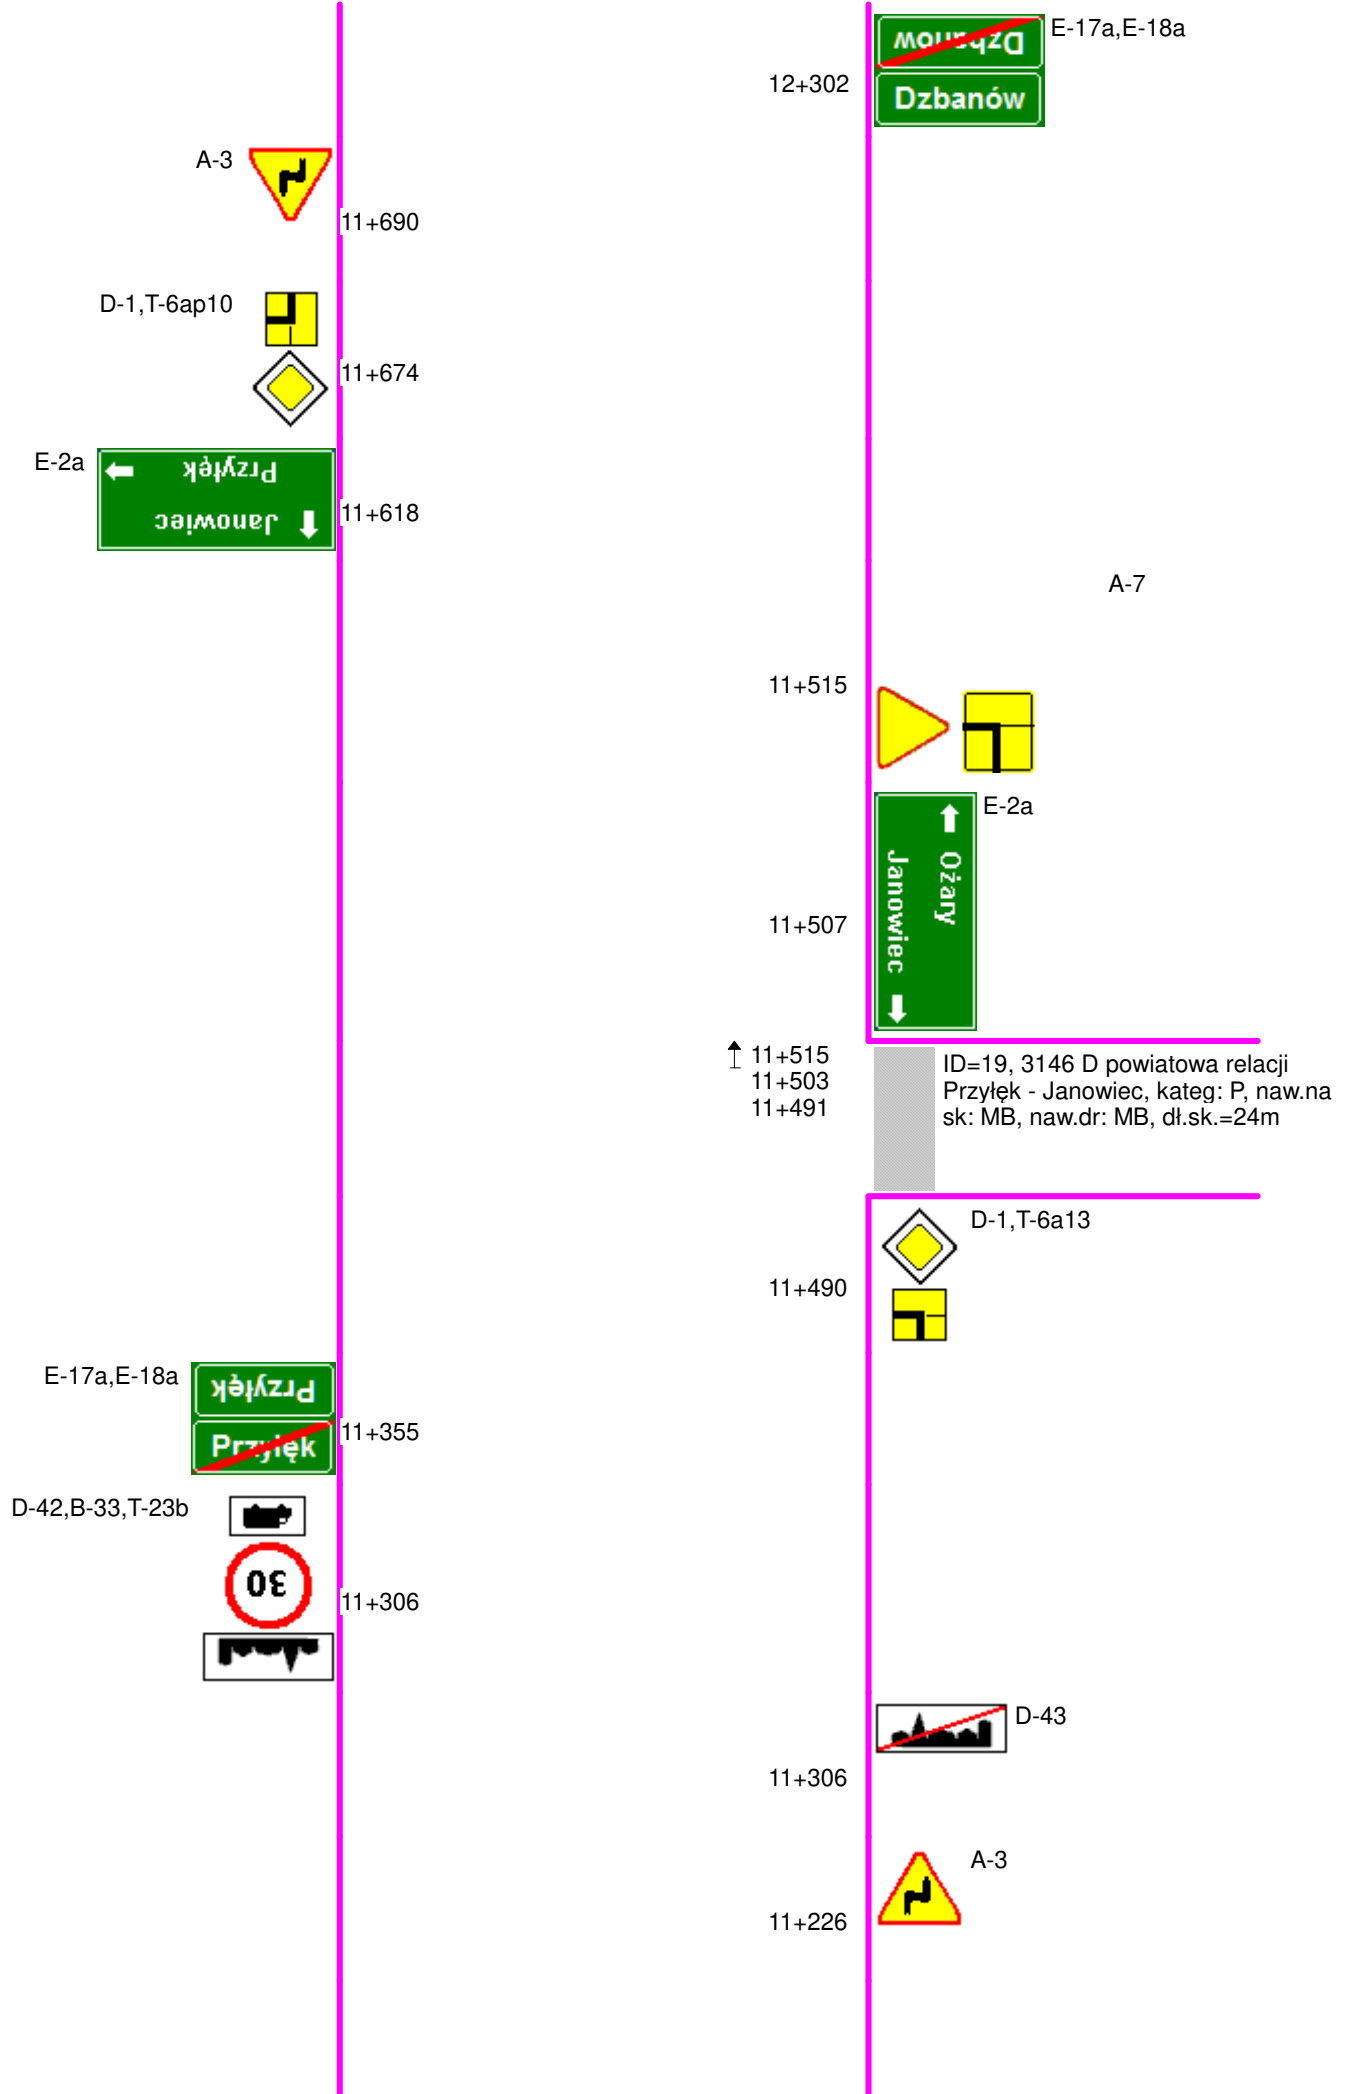 Dzbanów
E-17a,E-18a
12+302
Dzbanów
A-3
11+690
D-1,T-6ap10
11+674
E-2a
Przyłęk
Janowiec
11+618
A-7
11+515
E-2a
Ożary
Janowiec
11+507
11+515
11+503
11+491
ID=19, 3146 D powiatowa relacji
Przyłęk - Janowiec, kateg: P, naw.na
sk: MB, naw.dr: MB, dł.sk.=24m
D-1,T-6a13
11+490
E-17a,E-18a
Przyłęk
Przyłęk
11+355
D-42,B-33,T-23b
30
11+306
D-43
11+306
A-3
11+226